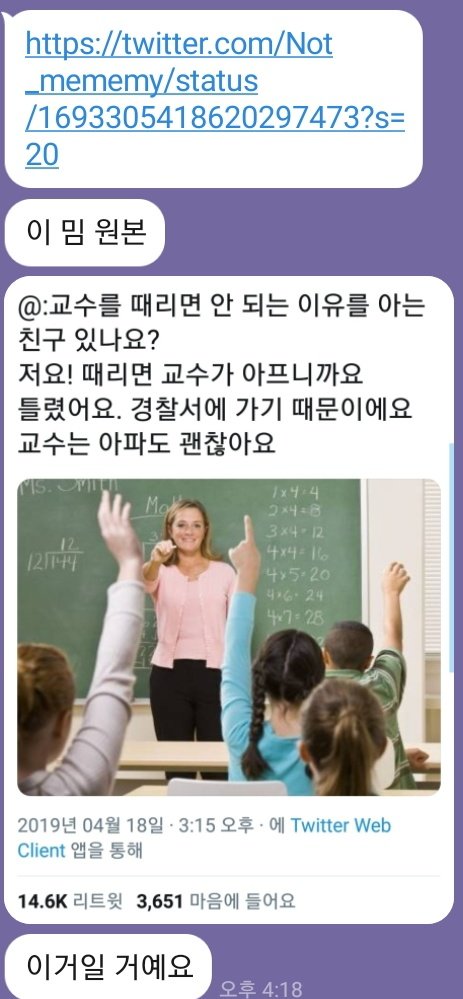 https://twitter.com/Not
_mememy/status
/1693305418620297473?s=
20
이 밈 원본
@:교수를 때리면 안 되는 이유를 아는
친구 있나요?
저요! 때리면 교수가 아프니까요
틀렸어요. 경찰서에 가기 때문이에요
교수는 아파도 괜찮아요
Ms. Smith
1x4=4
2x4=8
3x4=12
4x4=16
4x5=20
4x6=24
4x7=28
12
12)144
2019년 04월 18일 · 3:15 오후 · 에 Twitter Web
Client 앱을 통해
14.6K 리트윗 3,651 마음에 들어요
이거일 거예요
오후 4:18